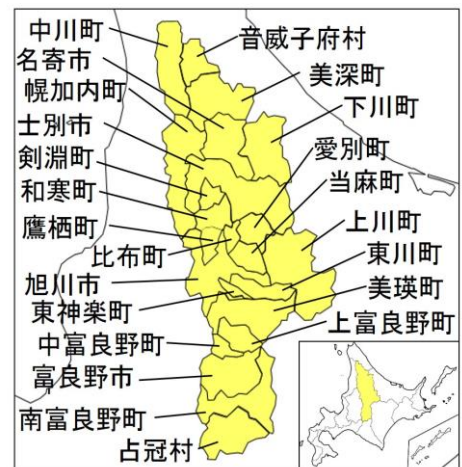 中川町
音威子府村
名寄市
美深町
幌加内町
下川町
士別市
愛別町
剣淵町
当麻町
和寒町
上川町
鷹栖町
東川町
比布町
美瑛町
旭川市
東神楽町
上富良野町
中富良野町
富良野市
南富良野町
占冠村